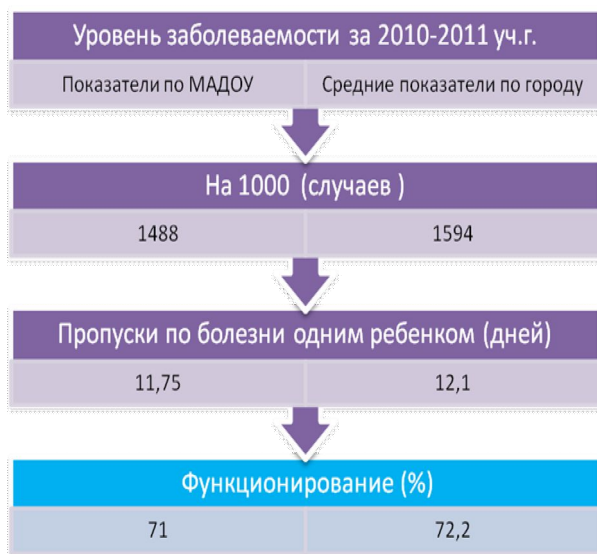 Уровень заболеваемости за 2010-2011 уч.г.
Показатели по МАДОУ Средние показатели по городу
На 1000 (случаев )
1488 1594
Пропуски по болезни одним ребенком (дней)
11,75 12,1
Функционирование (%)
71 72,2